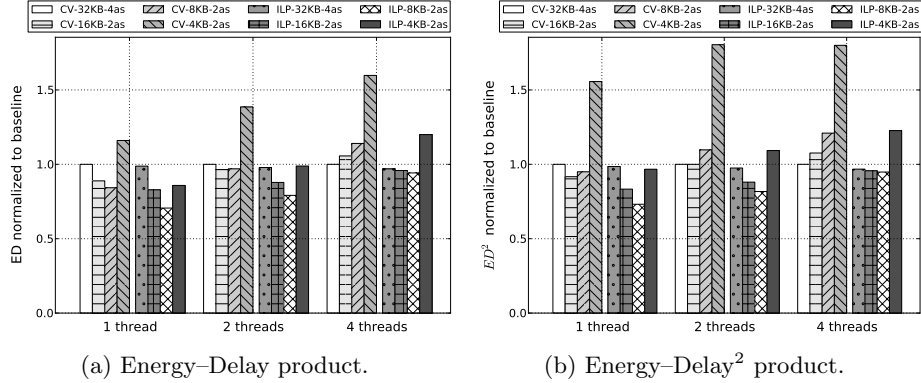 CV-32KB-4as CV-8KB-2as ILP-32KB-4as ILP-8KB-2as
CV-16KB-2as CV-4KB-2as ILP-16KB-2as ILP-4KB-2as
ED normalized to baseline
1.5
1.0
0.5
0.0
1 thread 2 threads 4 threads
(a) Energy–Delay product.
CV-32KB-4as CV-8KB-2as ILP-32KB-4as ILP-8KB-2as
CV-16KB-2as CV-4KB-2as ILP-16KB-2as ILP-4KB-2as
ED² normalized to baseline
1.5
1.0
0.5
0.0
1 thread 2 threads 4 threads
(b) Energy–Delay² product.